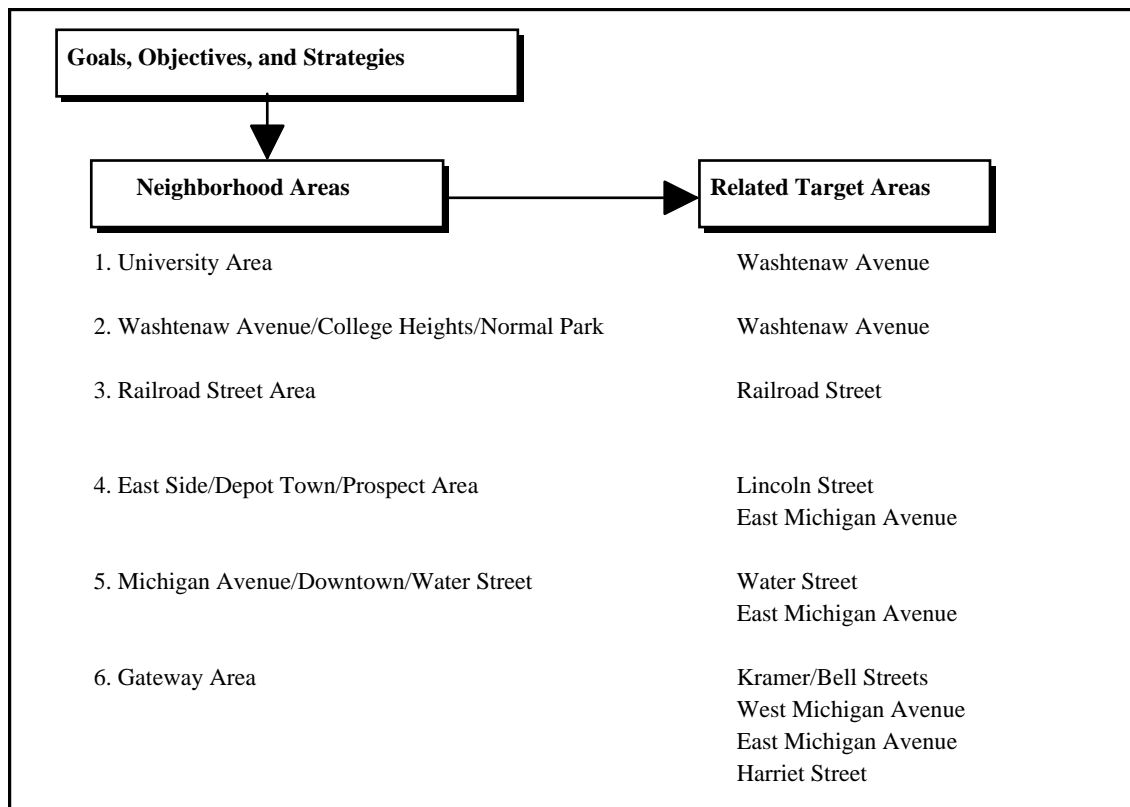 Goals, Objectives, and Strategies
Neighborhood Areas
Related Target Areas
1. University Area
Washtenaw Avenue
2. Washtenaw Avenue/College Heights/Normal Park
Washtenaw Avenue
3. Railroad Street Area
Railroad Street
4. East Side/Depot Town/Prospect Area
Lincoln Street
East Michigan Avenue
5. Michigan Avenue/Downtown/Water Street
Water Street
East Michigan Avenue
6. Gateway Area
Kramer/Bell Streets
West Michigan Avenue
East Michigan Avenue
Harriet Street